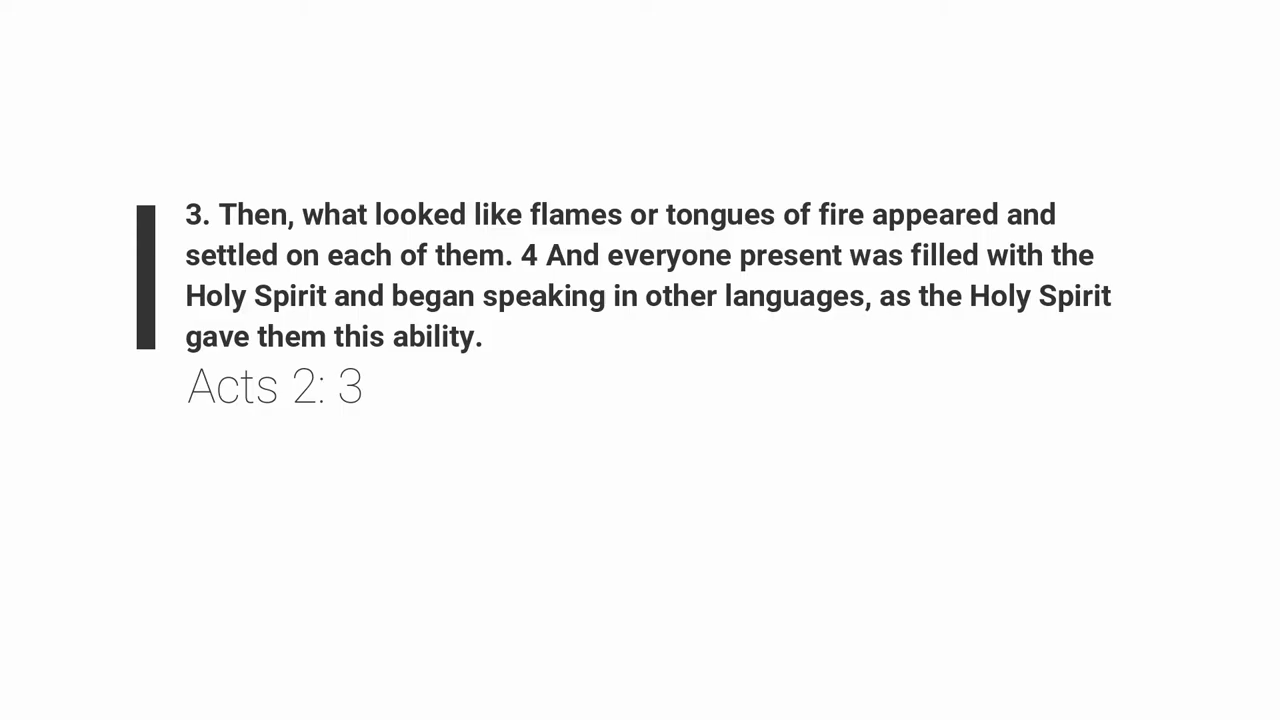 3. Then, what looked like flames or tongues of fire appeared and
settled on each of them. 4 And everyone present was filled with the
Holy Spirit and began speaking in other languages, as the Holy Spirit
gave them this ability.
Acts 2: 3